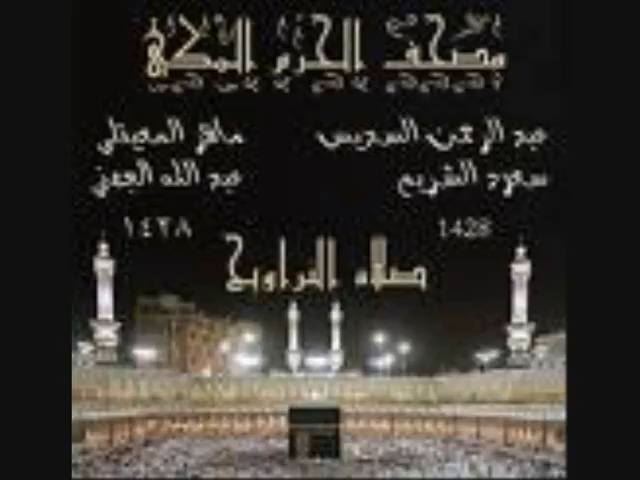 مصحف الحرم المكي
عبد الرحمن السديس ماهر المعيقلي
سعود الشريم عبد الله الجهني
1428 ١٤٢٨
صلاة التراويح